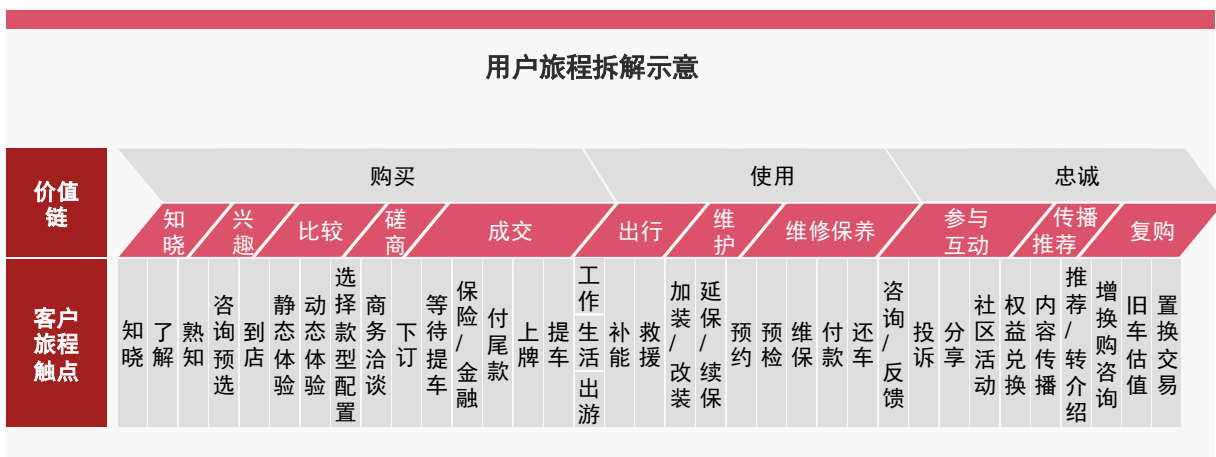 用户旅程拆解示意
价值
链
购买
使用
忠诚
知
晓
兴
趣
比较
磋
商
成交
出行
维
护
维修保养
参与
互动
传播
推荐
复购
客户
旅程
触点
知晓
了解
熟知
咨询预选
到店
静态体验
动态体验
选择款型配置
商务洽谈
下订
等待提车
保险/金融
付尾款
上牌
提车
工作
生活
出游
补能
救援
加装/改装
延保/续保
预约
预检
维保
付款
还车
咨询/反馈
投诉
分享
社区活动
权益兑换
内容传播
推荐/转介绍
增换购咨询
旧车估值
置换交易